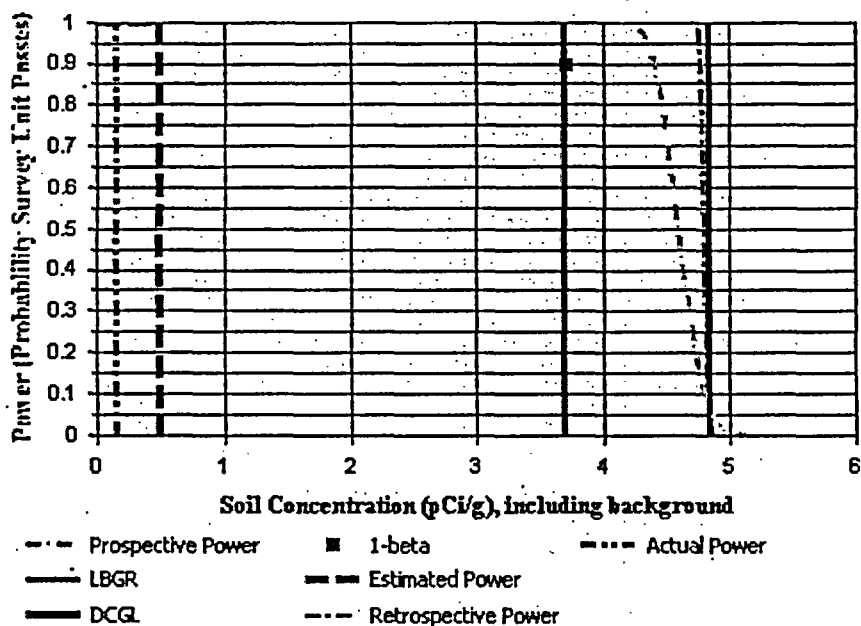 Power (Probability Survey Unit Passes)
1
0.9
0.8
0.7
0.6
0.5
0.4
0.3
0.2
0.1
0
0 1 2 3 4 5 6
Soil Concentration (pCi/g), including background
Prospective Power 1-beta Actual Power
LBGR Estimated Power
DCGL Retrospective Power